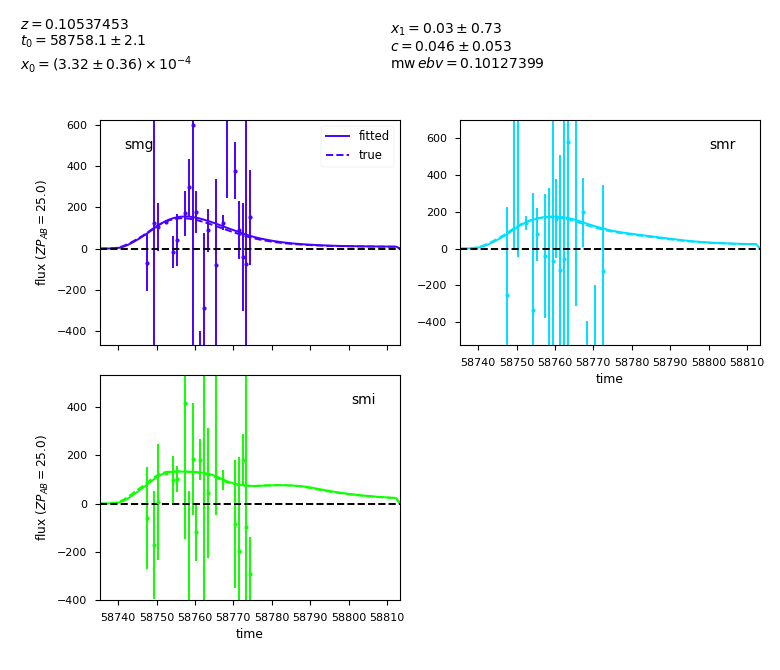 z = 0.10537453
t₀ = 58758.1 ± 2.1
x₀ = (3.32 ± 0.36) × 10⁻⁴
x₁ = 0.03 ± 0.73
c = 0.046 ± 0.053
mw ebv = 0.10127399
smg
fitted
true
600
400
200
0
−200
−400
flux (ZP_AB = 25.0)
smr
600
400
200
0
−200
−400
58740 58750 58760 58770 58780 58790 58800 58810
time
smi
400
200
0
−200
−400
flux (ZP_AB = 25.0)
58740 58750 58760 58770 58780 58790 58800 58810
time